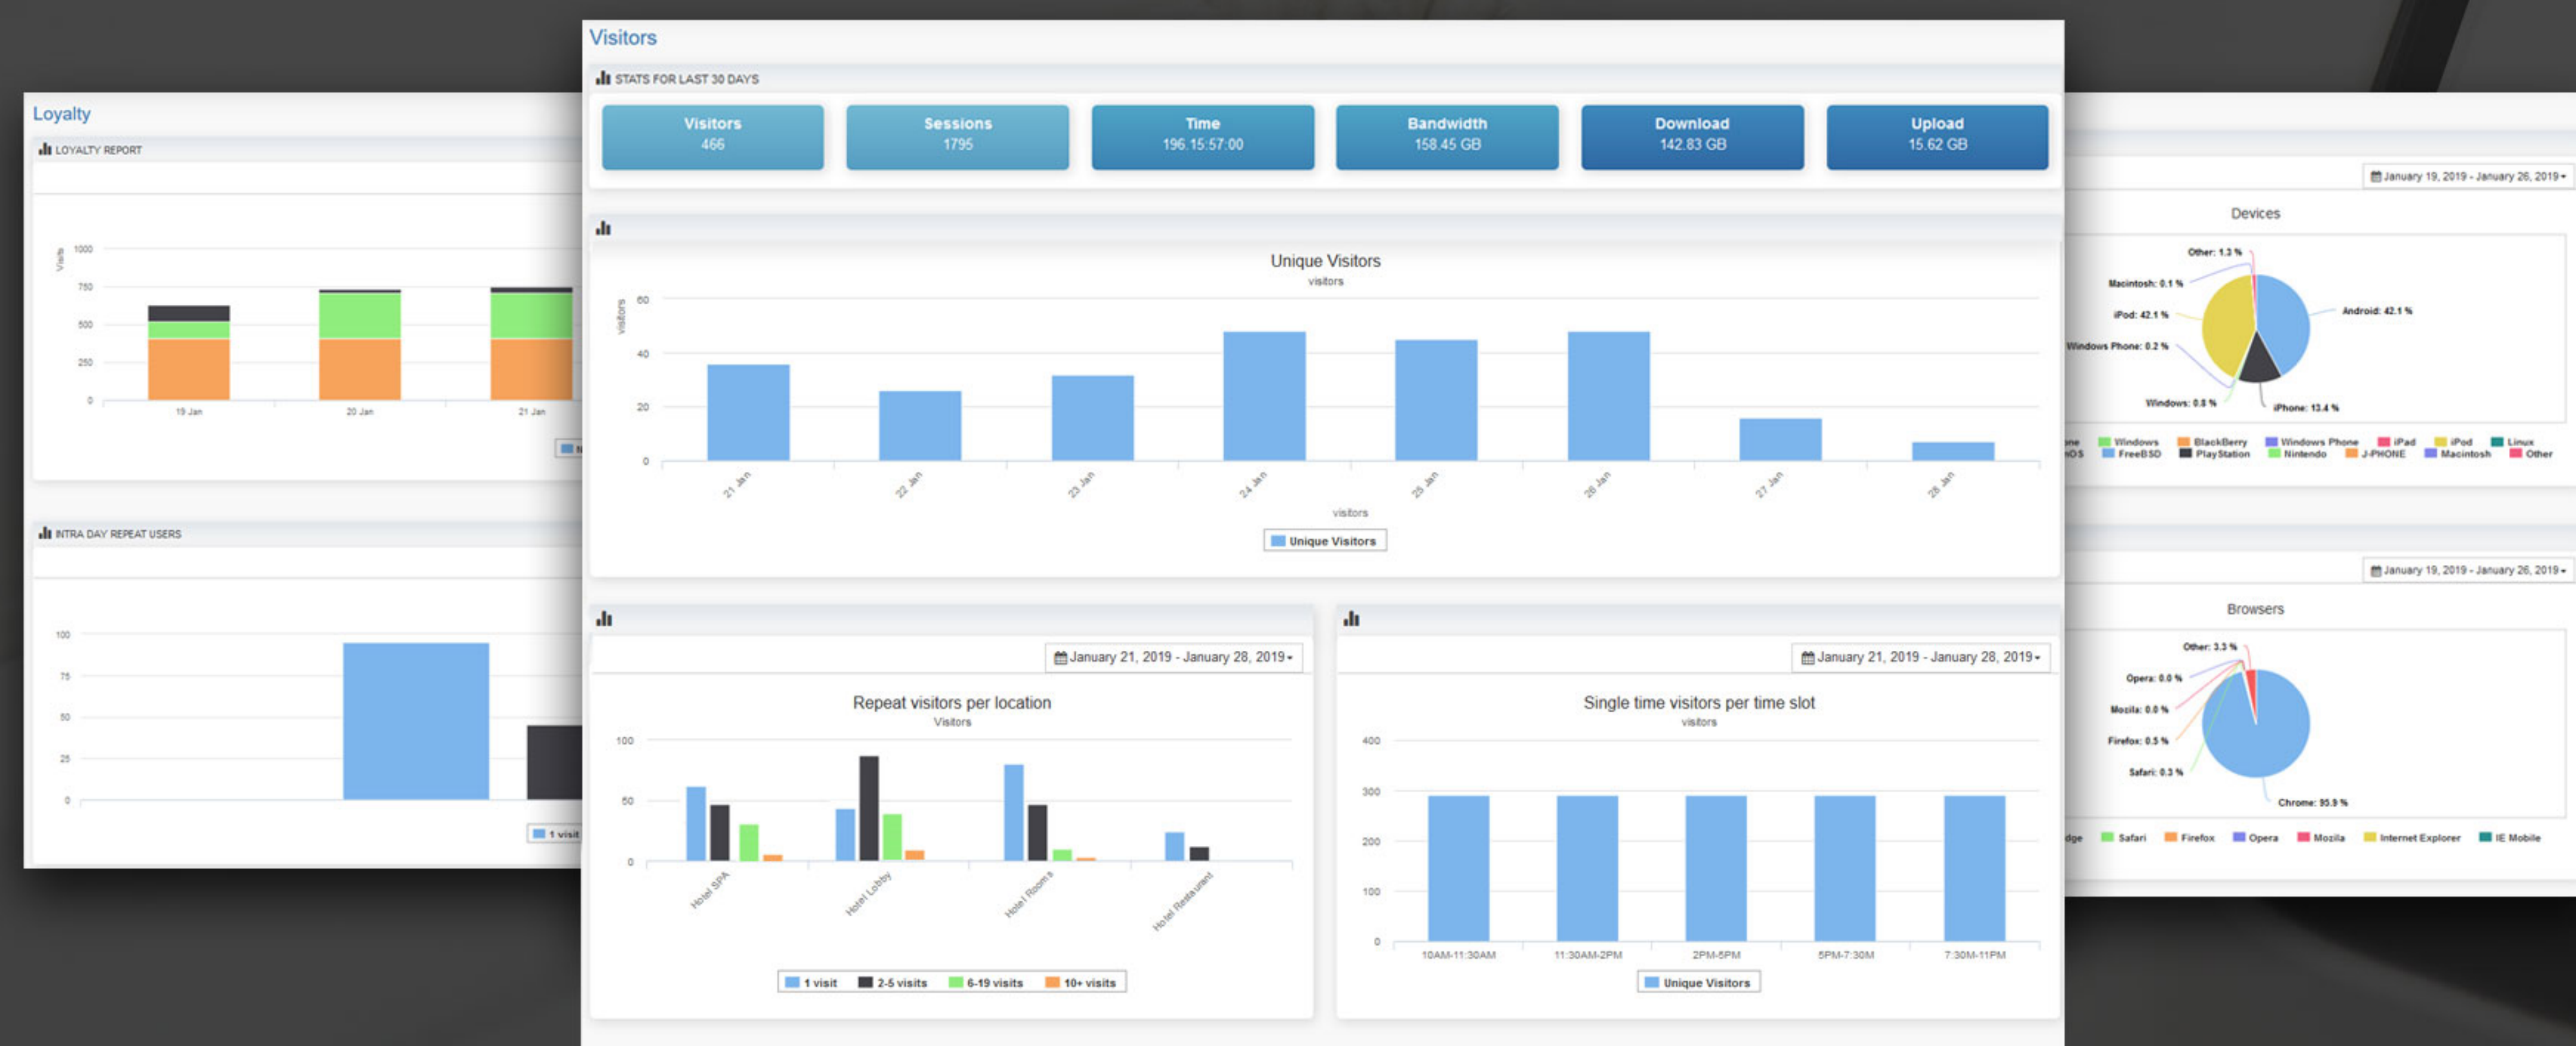 Loyalty
LOYALTY REPORT
Visits
1000
750
500
250
0
19 Jan 20 Jan 21 Jan
INTRA DAY REPEAT USERS
100
75
50
25
0
1 visit
Visitors
STATS FOR LAST 30 DAYS
Visitors Sessions Time Bandwidth Download Upload
466 1795 196.15:57:00 158.45 GB 142.83 GB 15.62 GB
Unique Visitors
visitors
visitors
60
40
20
0
21 Jan 22 Jan 23 Jan 24 Jan 25 Jan 26 Jan 27 Jan 28 Jan
visitors
Unique Visitors
January 21, 2019 - January 28, 2019
Repeat visitors per location
Visitors
100
50
0
Hotel SPA Hotel Lobby Hotel Rooms Hotel Restaurant
1 visit 2-5 visits 6-19 visits 10+ visits
January 21, 2019 - January 28, 2019
Single time visitors per time slot
visitors
400
300
200
100
0
10AM-11:30AM 11:30AM-2PM 2PM-5PM 5PM-7:30M 7:30M-11PM
Unique Visitors
January 19, 2019 - January 26, 2019
Devices
Other: 1.3 %
Macintosh: 0.1 %
iPod: 42.1 %
Android: 42.1 %
Windows Phone: 0.2 %
Windows: 0.8 %
iPhone: 13.4 %
Windows BlackBerry Windows Phone iPad iPod Linux
FreeBSD PlayStation Nintendo J-PHONE Macintosh Other
January 19, 2019 - January 26, 2019
Browsers
Other: 3.3 %
Opera: 0.0 %
Mozila: 0.0 %
Firefox: 0.5 %
Safari: 0.3 %
Chrome: 95.9 %
Safari Firefox Opera Mozila Internet Explorer IE Mobile